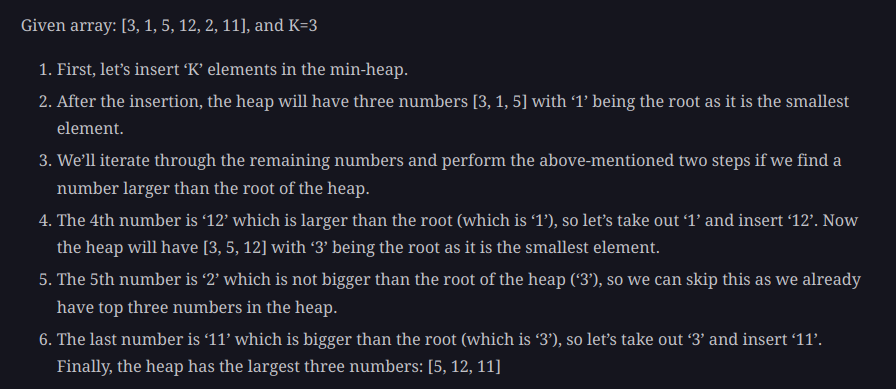 Given array: [3, 1, 5, 12, 2, 11], and K=3
1. First, let’s insert ‘K’ elements in the min-heap.
2. After the insertion, the heap will have three numbers [3, 1, 5] with ‘1’ being the root as it is the smallest
element.
3. We’ll iterate through the remaining numbers and perform the above-mentioned two steps if we find a
number larger than the root of the heap.
4. The 4th number is ‘12’ which is larger than the root (which is ‘1’), so let’s take out ‘1’ and insert ‘12’. Now
the heap will have [3, 5, 12] with ‘3’ being the root as it is the smallest element.
5. The 5th number is ‘2’ which is not bigger than the root of the heap (‘3’), so we can skip this as we already
have top three numbers in the heap.
6. The last number is ‘11’ which is bigger than the root (which is ‘3’), so let’s take out ‘3’ and insert ‘11’.
Finally, the heap has the largest three numbers: [5, 12, 11]